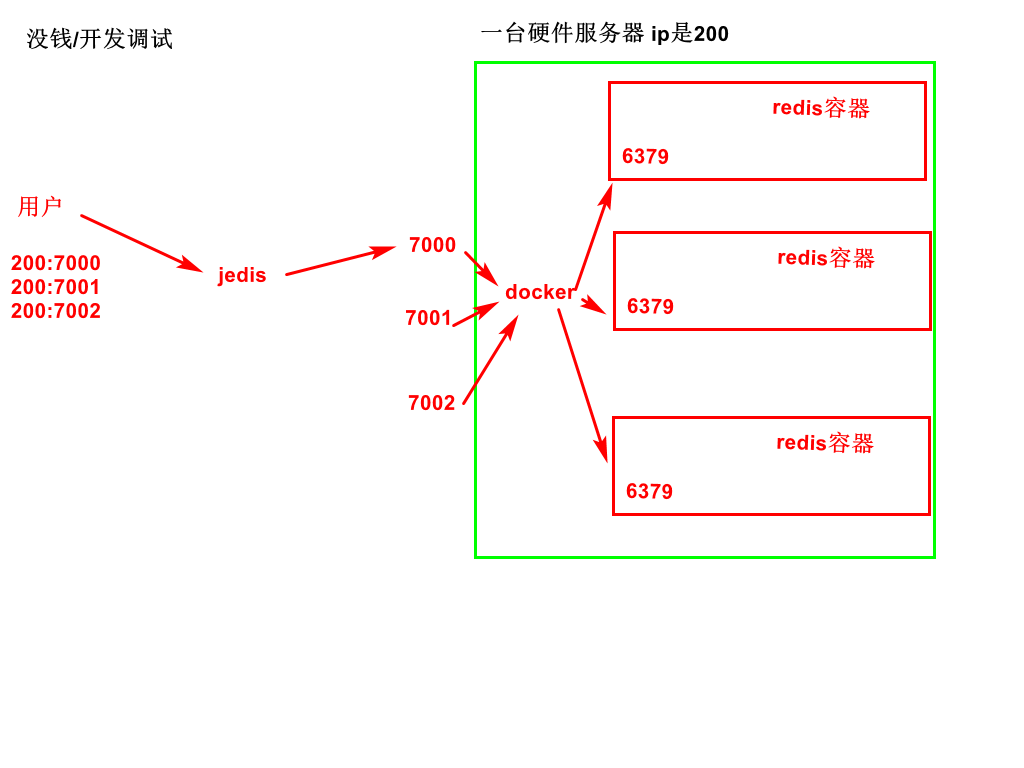 没钱/开发调试
一台硬件服务器 ip是200
redis容器
6379
用户
200:7000
200:7001
200:7002
jedis
7000
7001
7002
docker
redis容器
6379
redis容器
6379